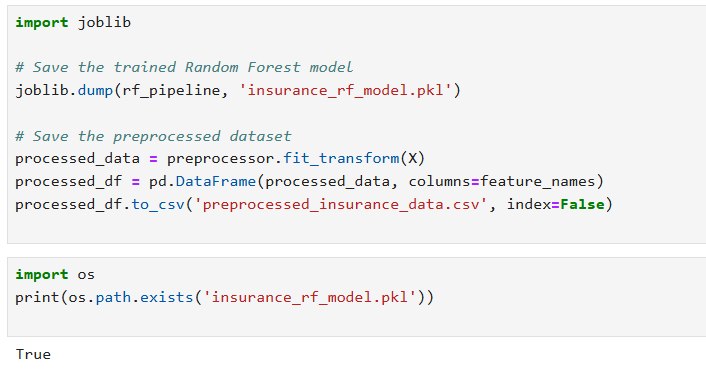 import joblib
# Save the trained Random Forest model
joblib.dump(rf_pipeline, 'insurance_rf_model.pkl')
# Save the preprocessed dataset
processed_data = preprocessor.fit_transform(X)
processed_df = pd.DataFrame(processed_data, columns=feature_names)
processed_df.to_csv('preprocessed_insurance_data.csv', index=False)
import os
print(os.path.exists('insurance_rf_model.pkl'))
True